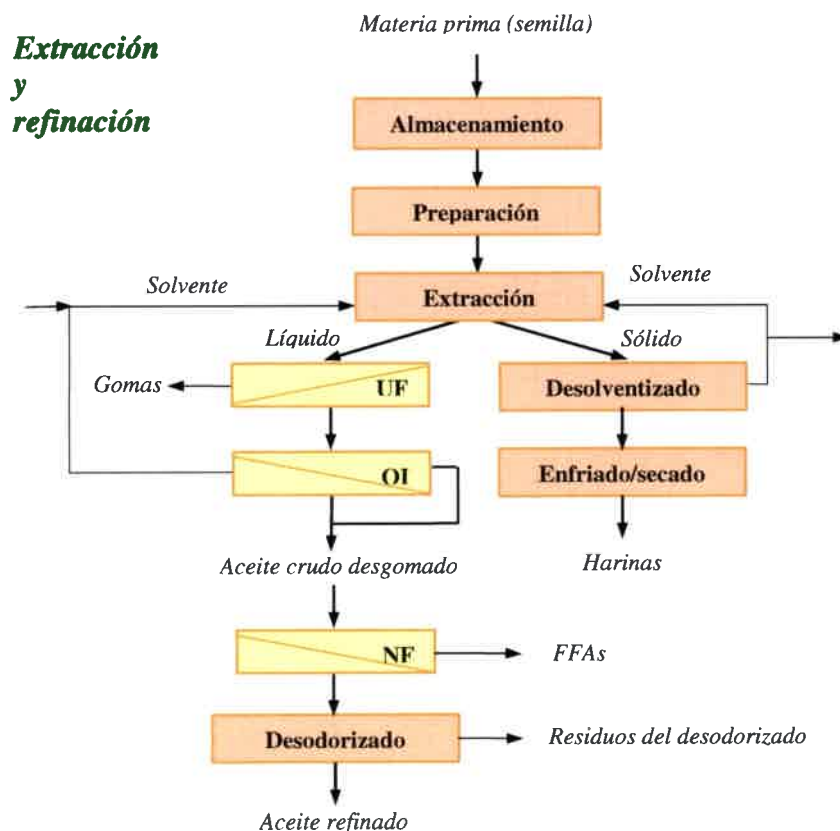 Materia prima (semilla)
Extracción
y
refinación
Almacenamiento
Preparación
Solvente
Solvente
Extracción
Líquido
Sólido
Gomas
UF
Desolventizado
OI
Enfriado/secado
Aceite crudo desgomado
Harinas
NF
FFAs
Desodorizado
Residuos del desodorizado
Aceite refinado